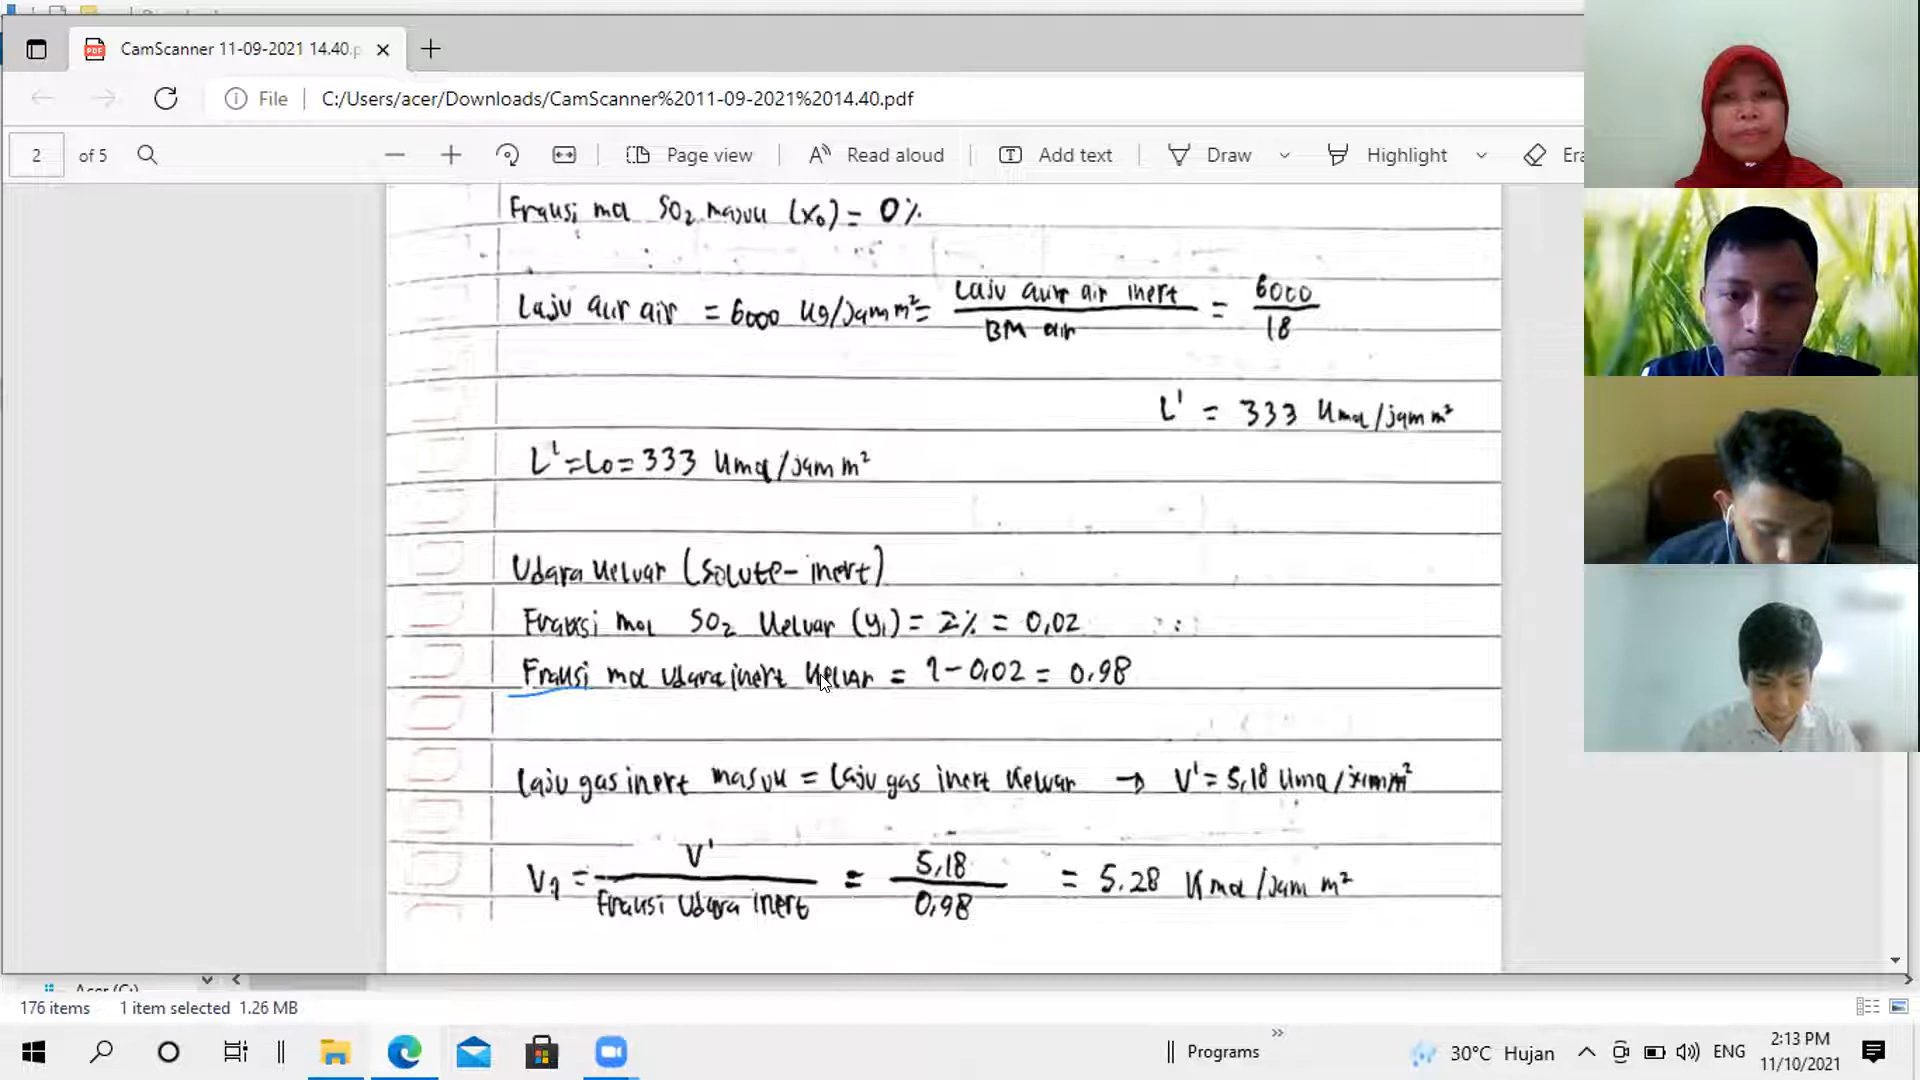 CamScanner 11-09-2021 14.40.p
File C:/Users/acer/Downloads/CamScanner%2011-09-2021%2014.40.pdf
2 of 5 Page view Read aloud Add text Draw Highlight Era
Fraksi mol SO2 masuk (x0) = 0%
Laju alir air = 6000 kg/jam m² = Laju alir air inert / BM air = 6000 / 18
L' = 333 kmol/jam m²
L' = L0 = 333 kmol/jam m²
Udara keluar (solute-inert)
Fraksi mol SO2 keluar (y1) = 2% = 0,02
Fraksi mol udara inert keluar = 1 - 0,02 = 0,98
Laju gas inert masuk = Laju gas inert keluar → V' = 5,18 kmol/jam m²
V1 = V' / Fraksi udara inert = 5,18 / 0,98 = 5.28 kmol/jam m²
Acer (C:)
176 items 1 item selected 1.26 MB
Programs 30°C Hujan ENG 2:13 PM
11/10/2021